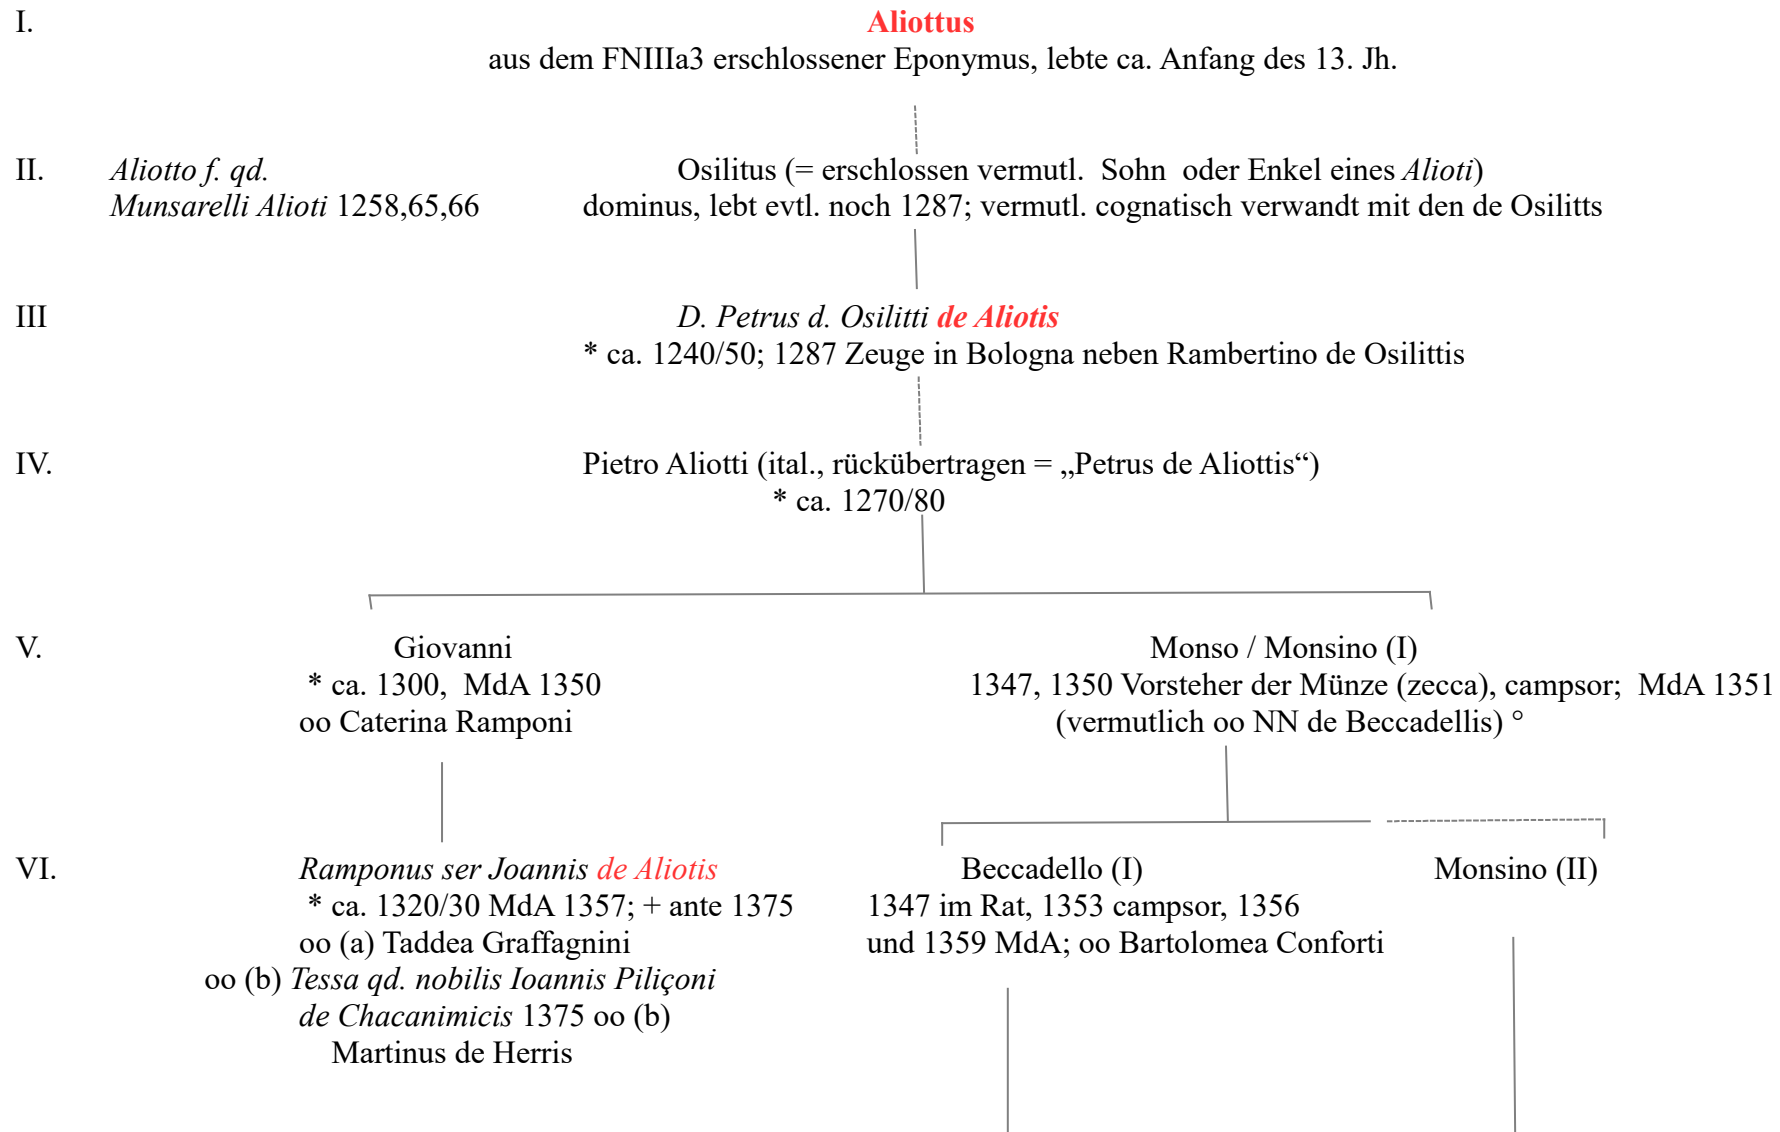 I. Aliottus
aus dem FNIIIa3 erschlossener Eponymus, lebte ca. Anfang des 13. Jh.
II. Aliotto f. qd. Osilitus (= erschlossen vermutl. Sohn oder Enkel eines Alioti)
Munsarelli Alioti 1258,65,66 dominus, lebt evtl. noch 1287; vermutl. cognatisch verwandt mit den de Osilitts
III D. Petrus d. Osilitti de Aliotis
* ca. 1240/50; 1287 Zeuge in Bologna neben Rambertino de Osilittis
IV. Pietro Aliotti (ital., rückübertragen = „Petrus de Aliottis“)
* ca. 1270/80
V. Giovanni Monso / Monsino (I)
* ca. 1300, MdA 1350 1347, 1350 Vorsteher der Münze (zecca), campsor; MdA 1351
oo Caterina Ramponi (vermutlich oo NN de Beccadellis) °
VI. Ramponus ser Joannis de Aliotis Beccadello (I) Monsino (II)
* ca. 1320/30 MdA 1357; + ante 1375 1347 im Rat, 1353 campsor, 1356
oo (a) Taddea Graffagnini und 1359 MdA; oo Bartolomea Conforti
oo (b) Tessa qd. nobilis Ioannis Piliçoni
de Chacanimicis 1375 oo (b)
Martinus de Herris